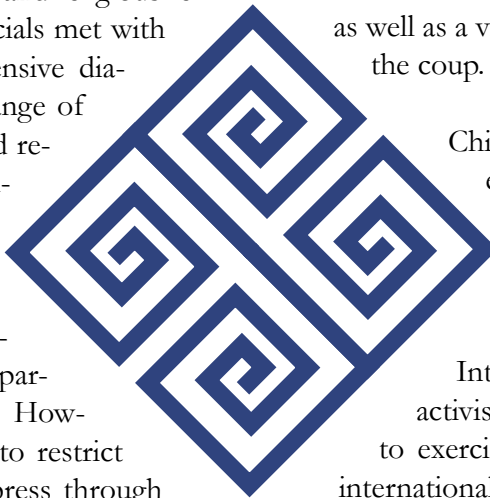 cials met with
ensive dia-
ange of
d re-
-
-
par-
How-
to restrict
press through
as well as a v
the coup.
Chi
e
Int
activis
to exerci
international